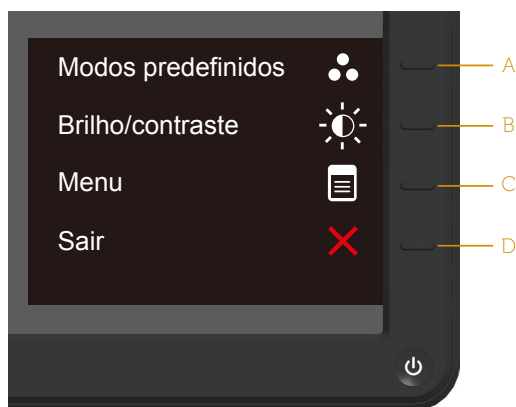 Modos predefinidos
A
Brilho/contraste
B
Menu
C
Sair
D